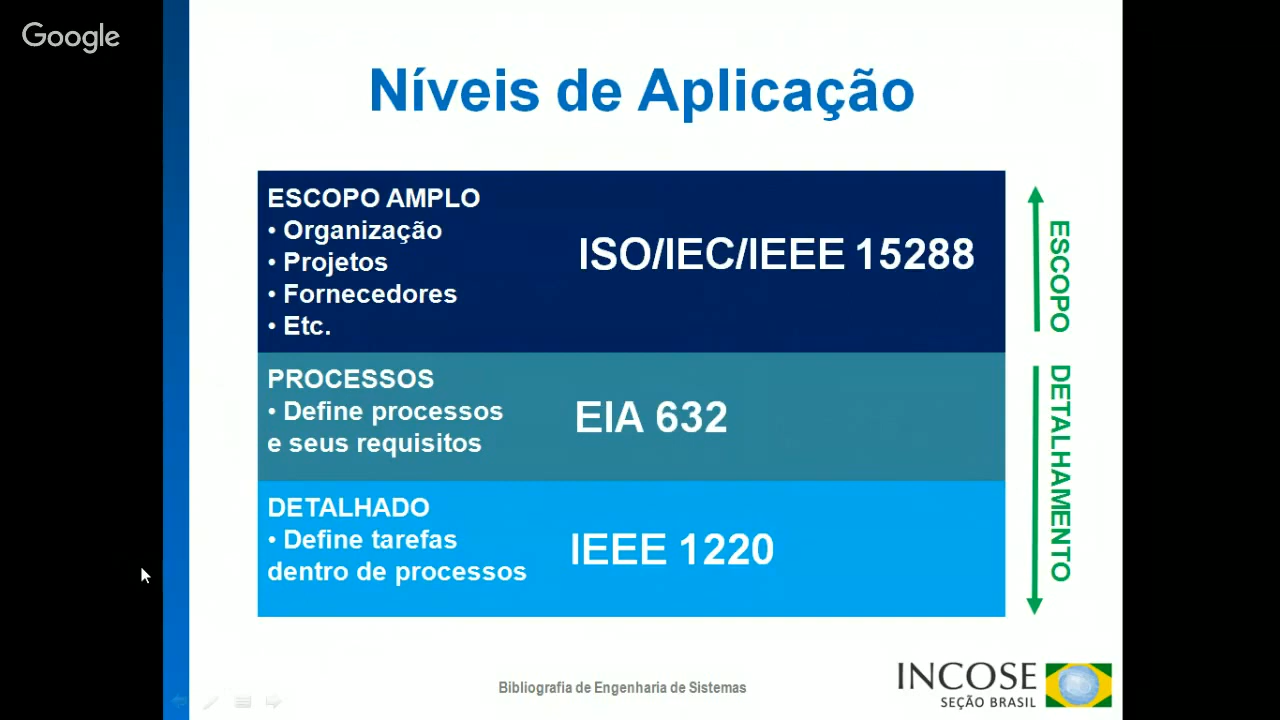 Google
Níveis de Aplicação
ESCOPO AMPLO
• Organização
• Projetos
• Fornecedores
• Etc.
ISO/IEC/IEEE 15288
PROCESSOS
• Define processos
e seus requisitos
EIA 632
DETALHADO
• Define tarefas
dentro de processos
IEEE 1220
ESCOPO
DETALHAMENTO
Bibliografia de Engenharia de Sistemas
INCOSE
SEÇÃO BRASIL